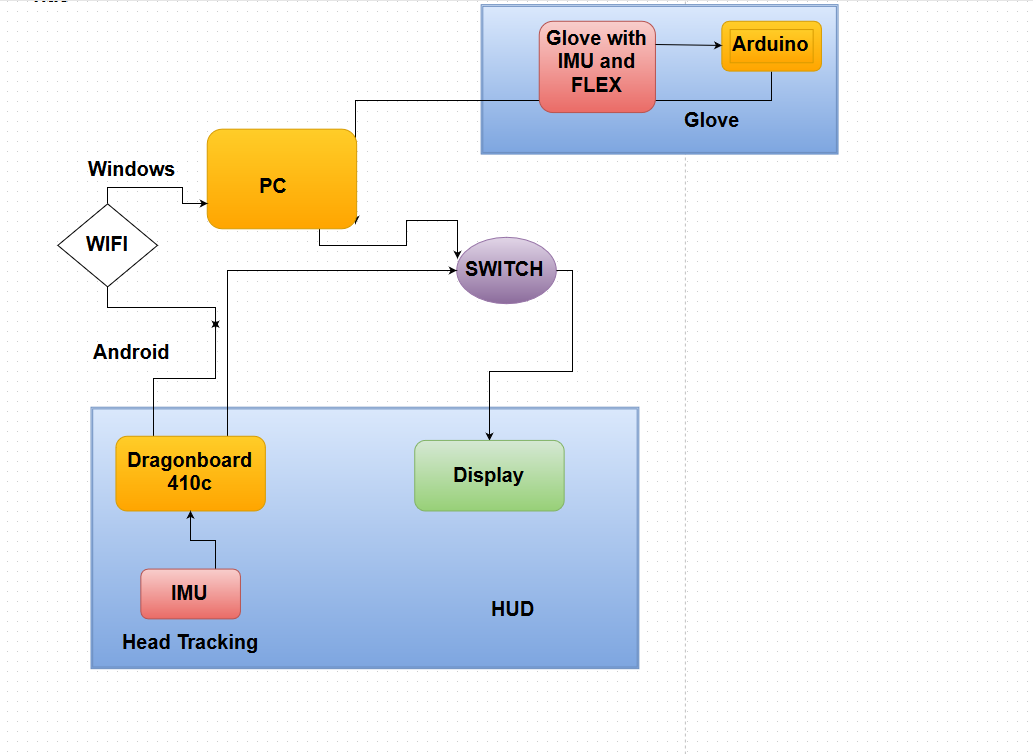 Glove with
IMU and
FLEX
Arduino
Glove
PC
Windows
WIFI
SWITCH
Android
Dragonboard
410c
Display
IMU
HUD
Head Tracking